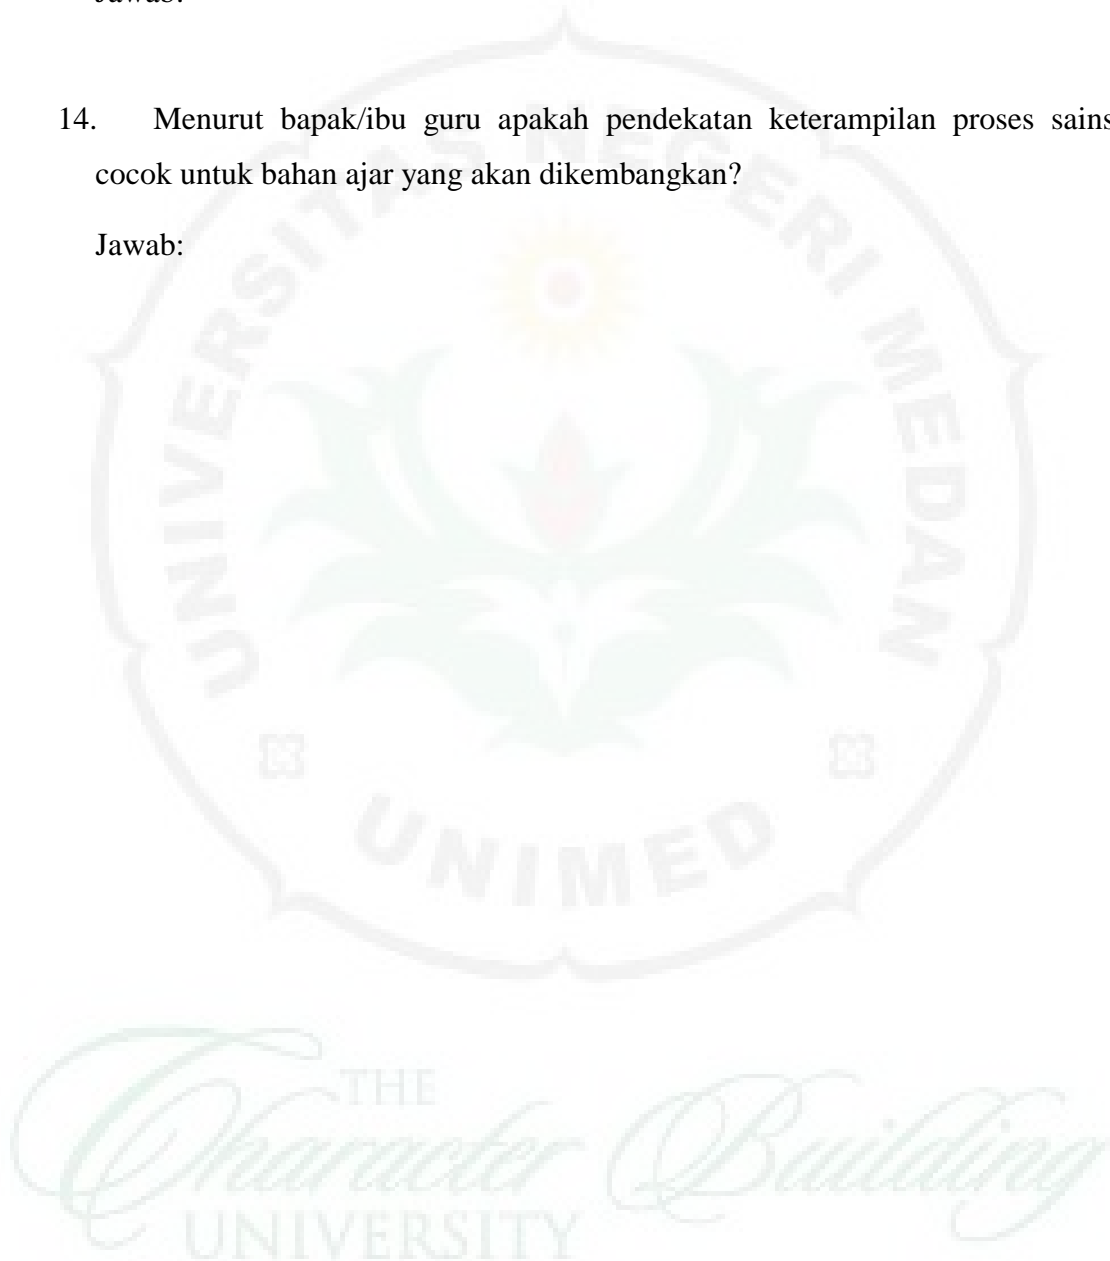 Jawab:
14. Menurut bapak/ibu guru apakah pendekatan keterampilan proses sains
cocok untuk bahan ajar yang akan dikembangkan?
Jawab:
UNIVERSITAS NEGERI MEDAN
UNIMED
THE
Character Building
UNIVERSITY